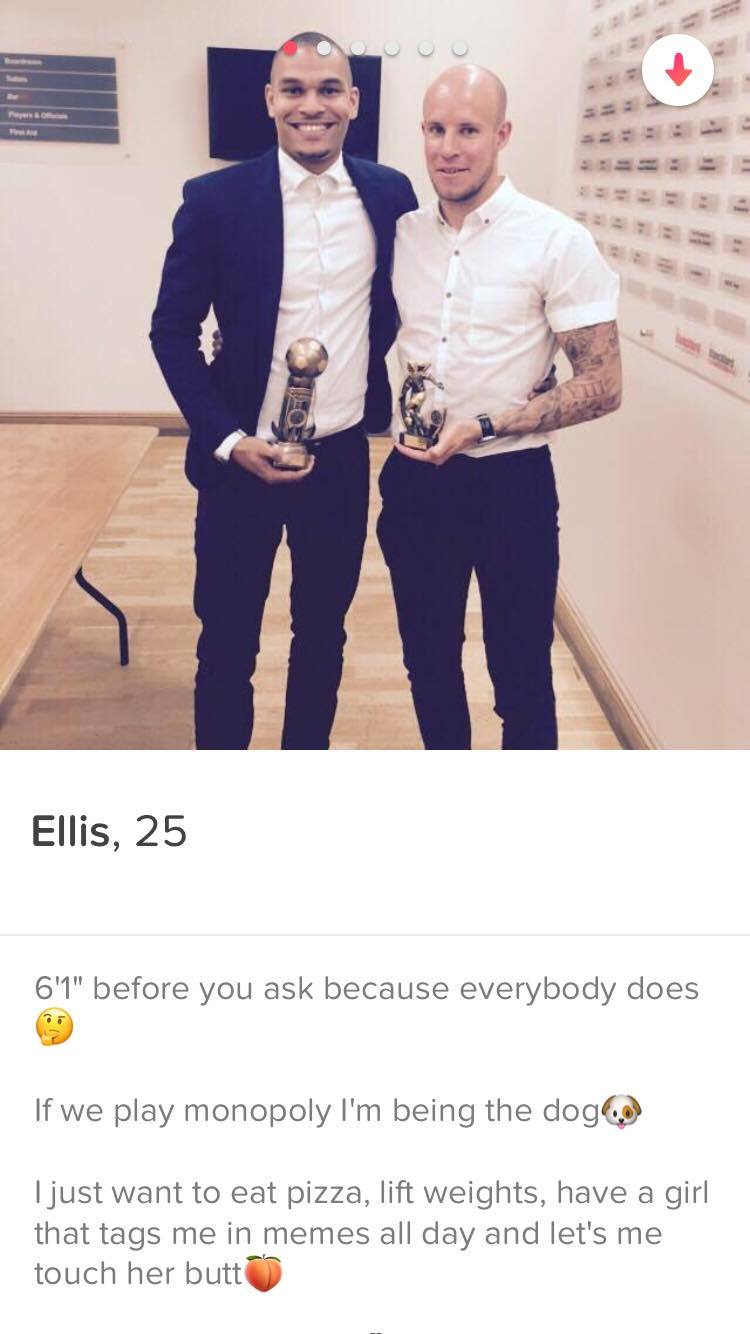 Boardroom
Players & Officials
First Aid
Ellis, 25
6'1" before you ask because everybody does
🤔
If we play monopoly I'm being the dog🐶
I just want to eat pizza, lift weights, have a girl
that tags me in memes all day and let's me
touch her butt🍑